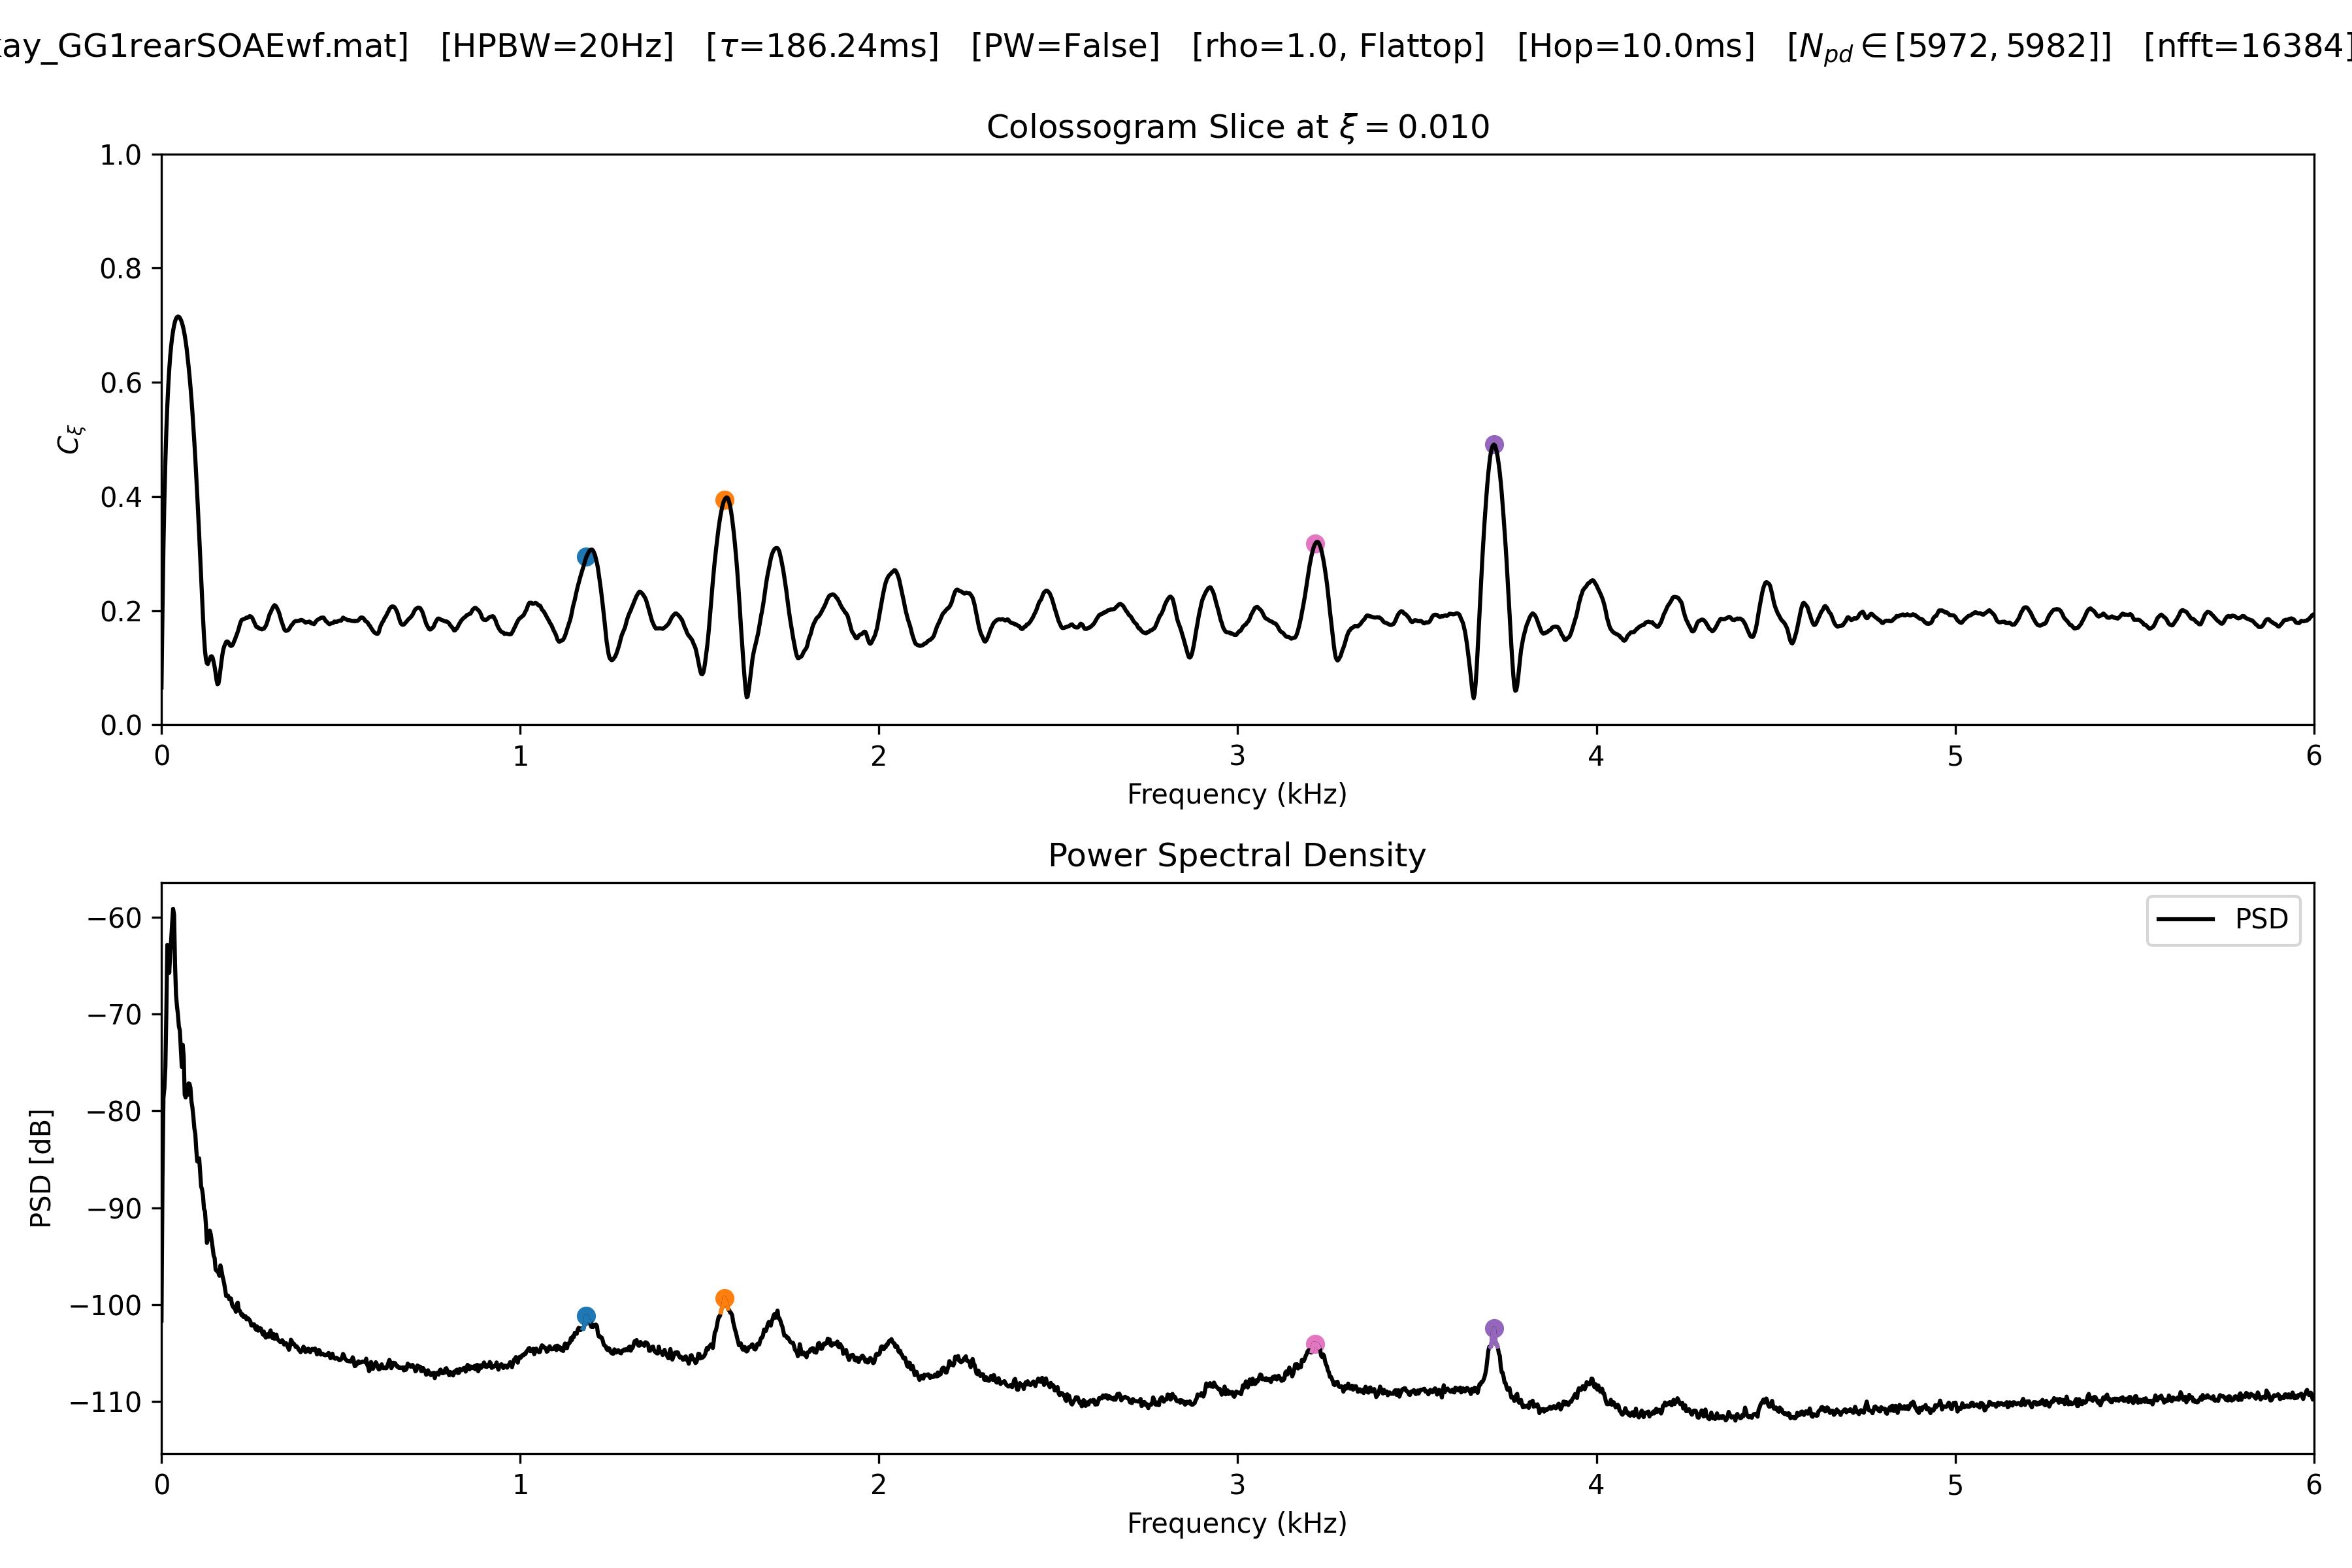 ay_GG1rearSOAEwf.mat] [HPBW=20Hz] [τ=186.24ms] [PW=False] [rho=1.0, Flattop] [Hop=10.0ms] [N_pd ∈ [5972, 5982]] [nfft=16384]
Colossogram Slice at ξ = 0.010
1.0
0.8
0.6
0.4
0.2
0.0
C_ξ
0 1 2 3 4 5 6
Frequency (kHz)
Power Spectral Density
PSD
−60
−70
−80
−90
−100
−110
PSD [dB]
0 1 2 3 4 5 6
Frequency (kHz)